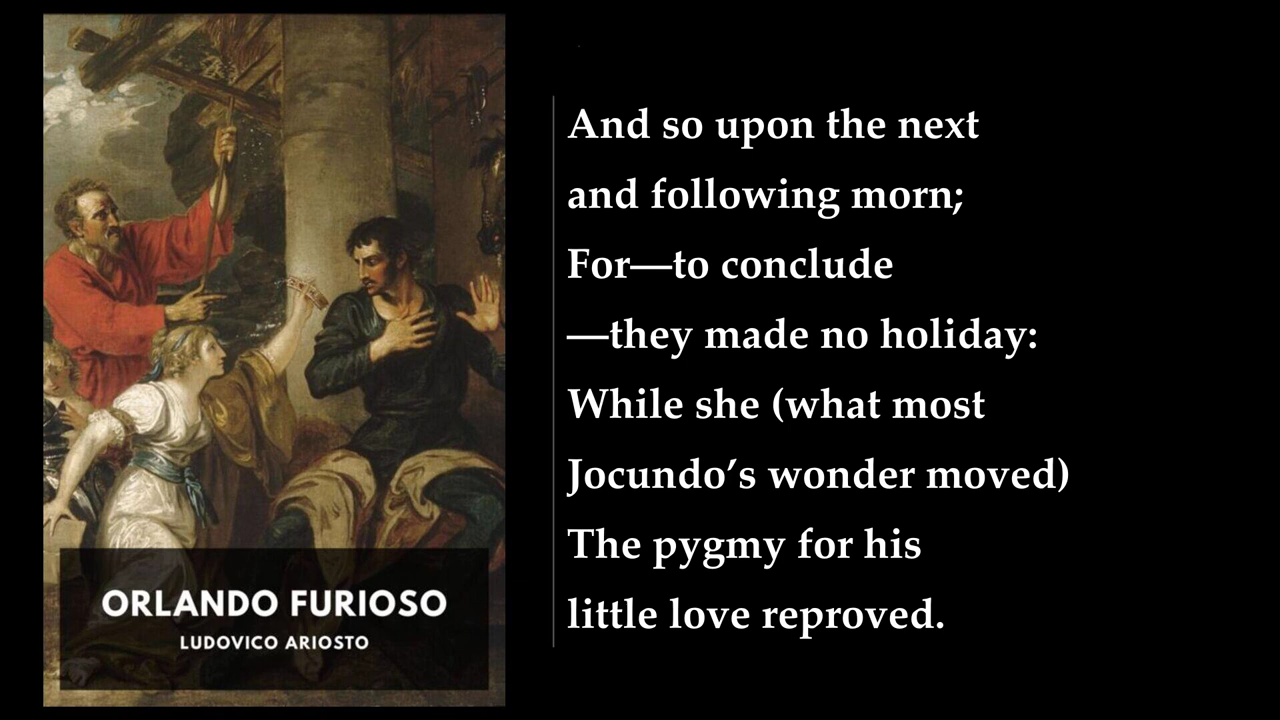 ORLANDO FURIOSO
LUDOVICO ARIOSTO
And so upon the next
and following morn;
For—to conclude
—they made no holiday:
While she (what most
Jocundo’s wonder moved)
The pygmy for his
little love reproved.